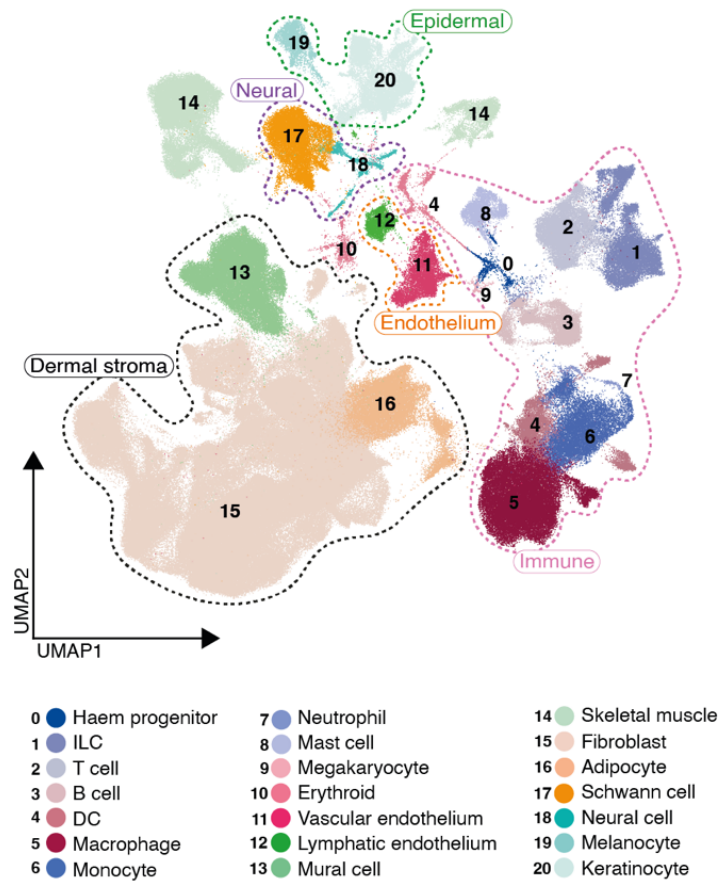 Epidermal
19
20
Neural
14
14
17
18
4
8
2
12
1
10
11
0
13
9
3
Endothelium
Dermal stroma
7
16
4
6
15
5
Immune
UMAP2
UMAP1
0 Haem progenitor
1 ILC
2 T cell
3 B cell
4 DC
5 Macrophage
6 Monocyte
7 Neutrophil
8 Mast cell
9 Megakaryocyte
10 Erythroid
11 Vascular endothelium
12 Lymphatic endothelium
13 Mural cell
14 Skeletal muscle
15 Fibroblast
16 Adipocyte
17 Schwann cell
18 Neural cell
19 Melanocyte
20 Keratinocyte